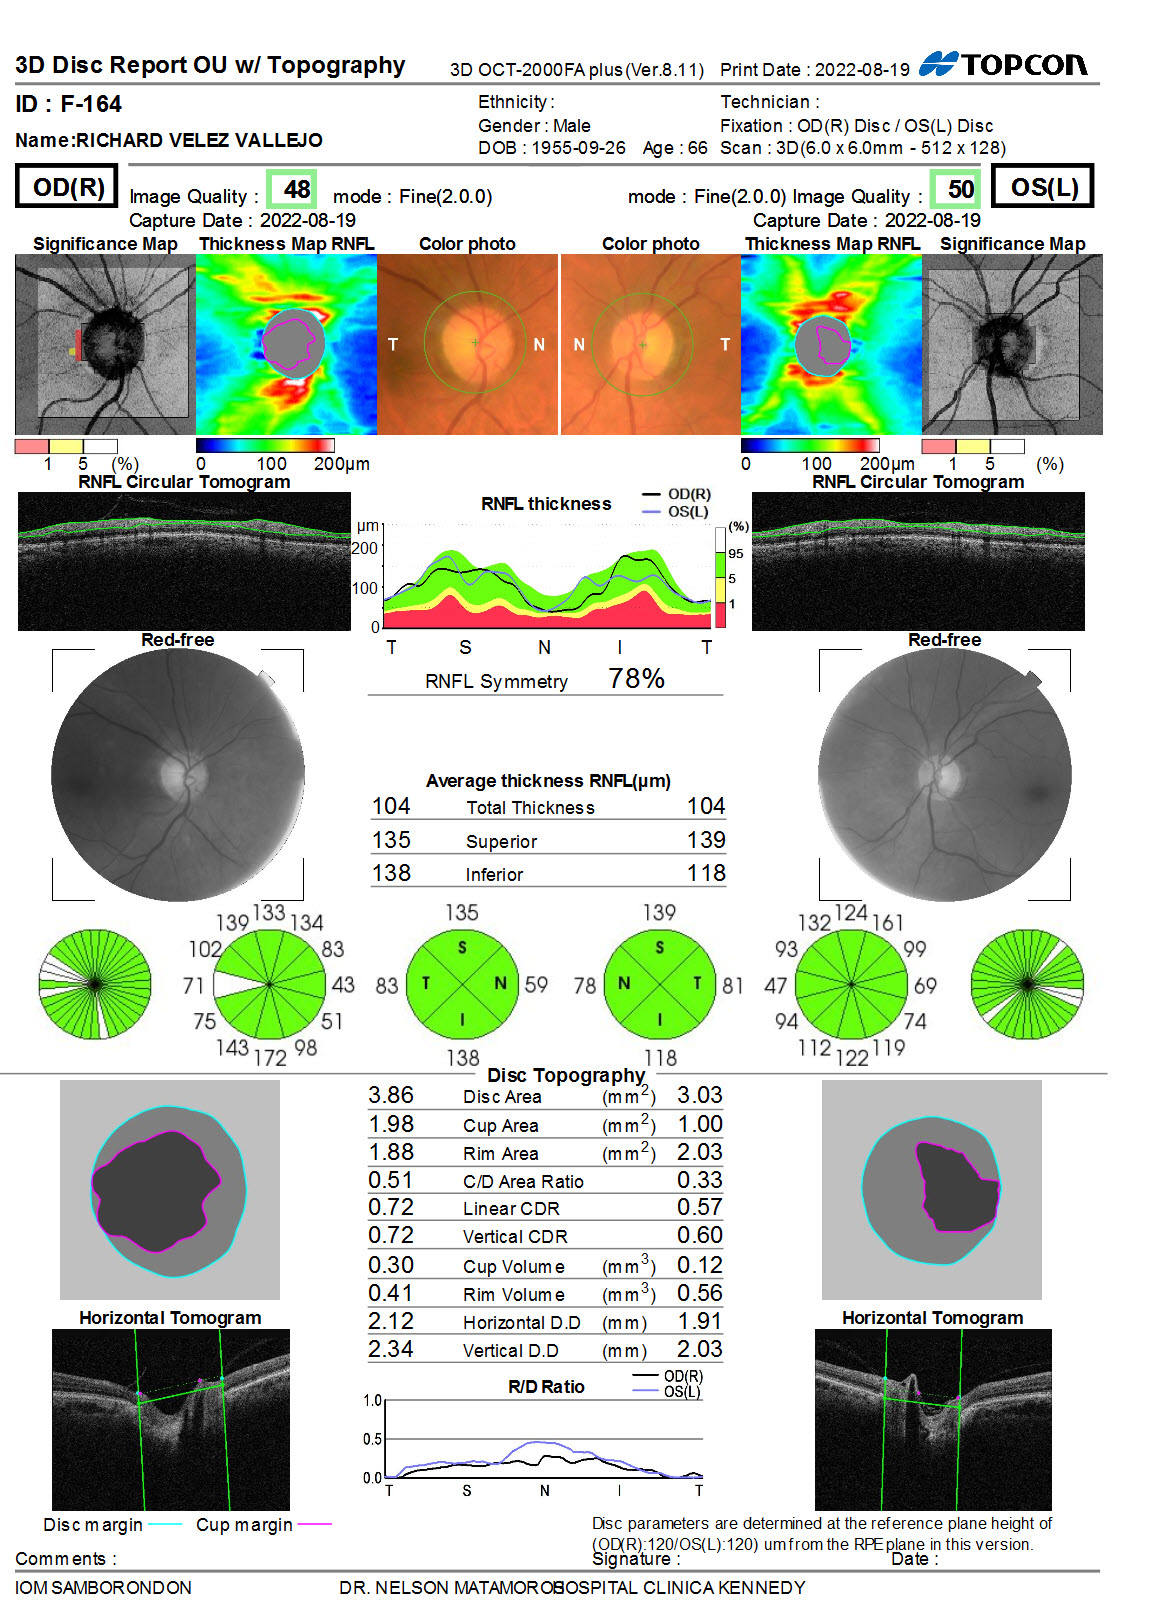 3D Disc Report OU w/ Topography 3D OCT-2000FA plus(Ver.8.11) Print Date : 2022-08-19 TOPCON
ID : F-164 Ethnicity : Technician :
Gender : Male Fixation : OD(R) Disc / OS(L) Disc
Name:RICHARD VELEZ VALLEJO
DOB : 1955-09-26 Age : 66 Scan : 3D(6.0 x 6.0mm - 512 x 128)
OD(R) Image Quality : 48 mode : Fine(2.0.0) mode : Fine(2.0.0) Image Quality : 50 OS(L)
Capture Date : 2022-08-19 Capture Date : 2022-08-19
Significance Map Thickness Map RNFL Color photo Color photo Thickness Map RNFL Significance Map
T N N T
1 5 (%) 0 100 200µm 0 100 200µm 1 5 (%)
RNFL Circular Tomogram RNFL thickness OD(R) RNFL Circular Tomogram
OS(L)
µm (%)
200 95
100 5
1
0
T S N I T
Red-free Red-free
RNFL Symmetry 78%
Average thickness RNFL(µm)
104 Total Thickness 104
135 Superior 139
138 Inferior 118
139 133 134 135 139 132 124 161
102 83 S S 93 99
71 43 83 T N 59 78 N T 81 47 69
75 51 I I 94 74
143 172 98 138 118 112 122 119
Disc Topography
3.86 Disc Area (mm2) 3.03
1.98 Cup Area (mm2) 1.00
1.88 Rim Area (mm2) 2.03
0.51 C/D Area Ratio 0.33
0.72 Linear CDR 0.57
0.72 Vertical CDR 0.60
0.30 Cup Volume (mm3) 0.12
0.41 Rim Volume (mm3) 0.56
2.12 Horizontal D.D (mm) 1.91
2.34 Vertical D.D (mm) 2.03
Horizontal Tomogram Horizontal Tomogram
R/D Ratio OD(R)
OS(L)
1.0
0.5
0.0
T S N I T
Disc margin Cup margin
Disc parameters are determined at the reference plane height of
(OD(R):120/OS(L):120) um from the RPE plane in this version.
Comments : Signature : Date :
IOM SAMBORONDON DR. NELSON MATAMOROS HOSPITAL CLINICA KENNEDY